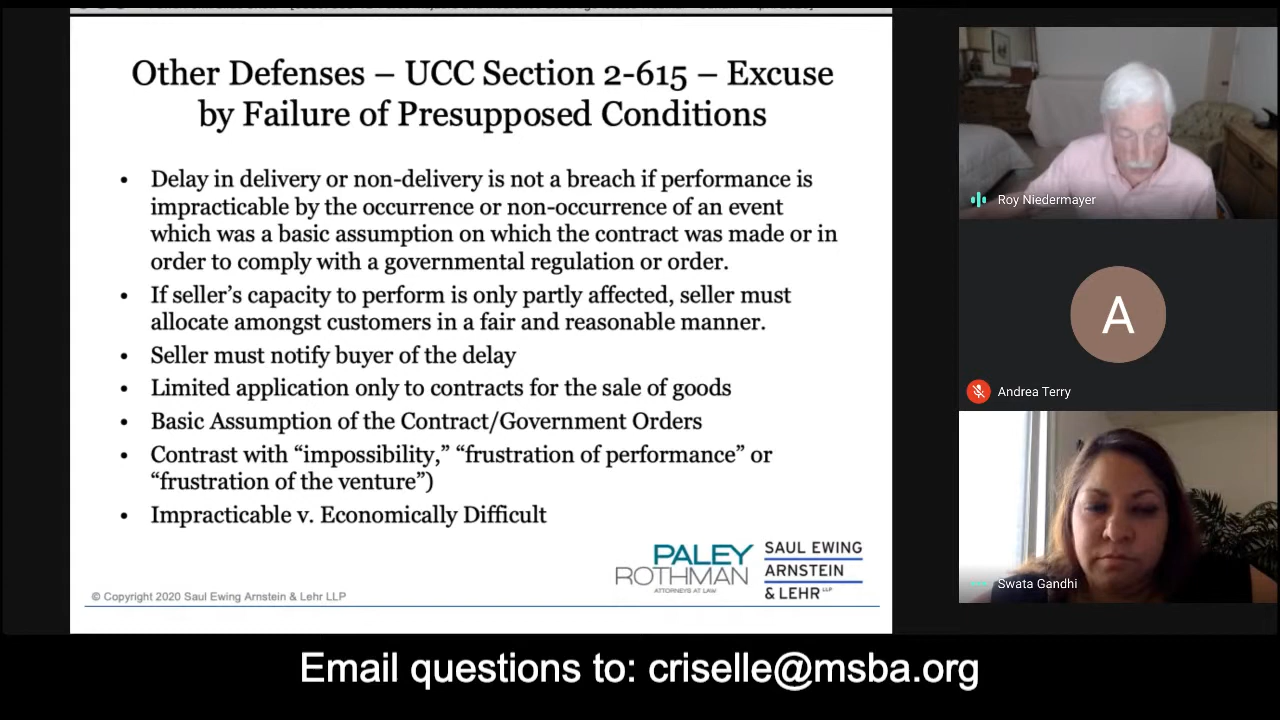 Other Defenses – UCC Section 2-615 – Excuse
by Failure of Presupposed Conditions
• Delay in delivery or non-delivery is not a breach if performance is
impracticable by the occurrence or non-occurrence of an event
which was a basic assumption on which the contract was made or in
order to comply with a governmental regulation or order.
• If seller's capacity to perform is only partly affected, seller must
allocate amongst customers in a fair and reasonable manner.
• Seller must notify buyer of the delay
• Limited application only to contracts for the sale of goods
• Basic Assumption of the Contract/Government Orders
• Contrast with “impossibility,” “frustration of performance” or
“frustration of the venture”)
• Impracticable v. Economically Difficult
PALEY
ROTHMAN
ATTORNEYS AT LAW
SAUL EWING
ARNSTEIN
& LEHR LLP
© Copyright 2020 Saul Ewing Arnstein & Lehr LLP
Roy Niedermayer
A
Andrea Terry
Swata Gandhi
Email questions to: criselle@msba.org